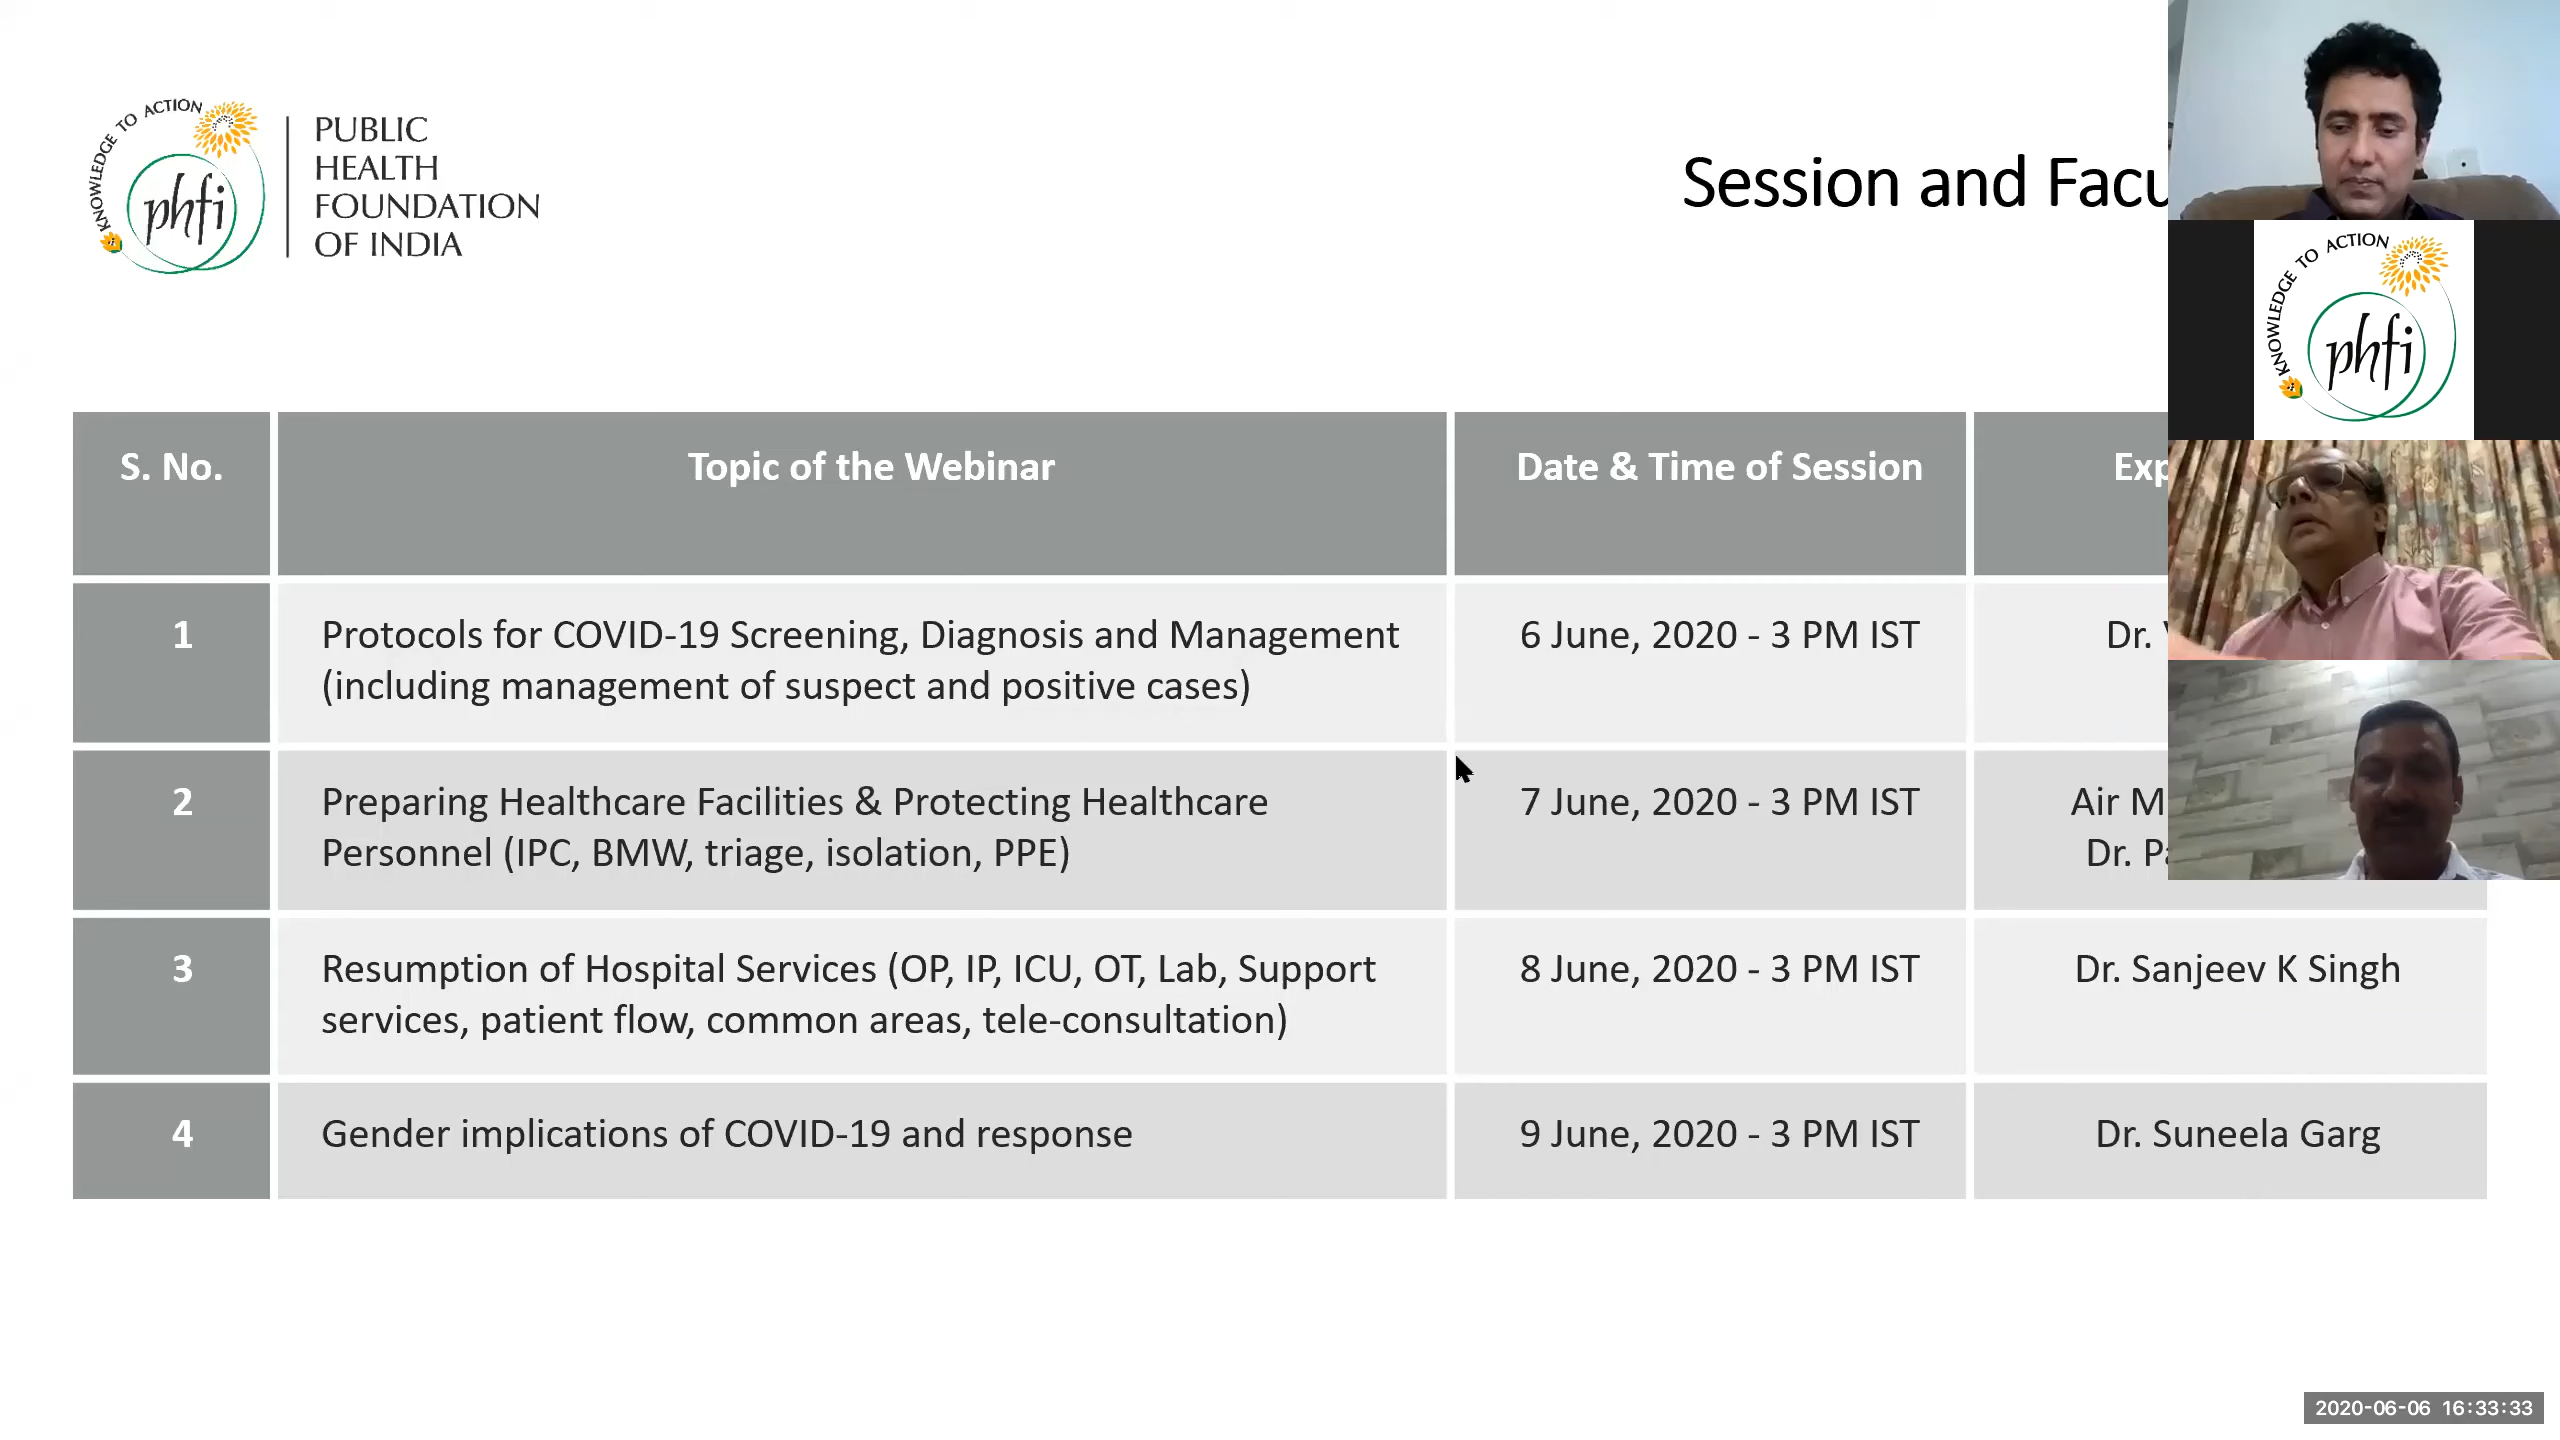 KNOWLEDGE TO ACTION
phfi
PUBLIC
HEALTH
FOUNDATION
OF INDIA
Session and
KNOWLEDGE TO ACTION
phfi
S. No.
Topic of the Webinar
Date & Time of Session
1
Protocols for COVID-19 Screening, Diagnosis and Management
(including management of suspect and positive cases)
6 June, 2020 - 3 PM IST
Dr.
2
Preparing Healthcare Facilities & Protecting Healthcare
Personnel (IPC, BMW, triage, isolation, PPE)
7 June, 2020 - 3 PM IST
Air
Dr.
3
Resumption of Hospital Services (OP, IP, ICU, OT, Lab, Support
services, patient flow, common areas, tele-consultation)
8 June, 2020 - 3 PM IST
Dr. Sanjeev K Singh
4
Gender implications of COVID-19 and response
9 June, 2020 - 3 PM IST
Dr. Suneela Garg
2020-06-06 16:33:33